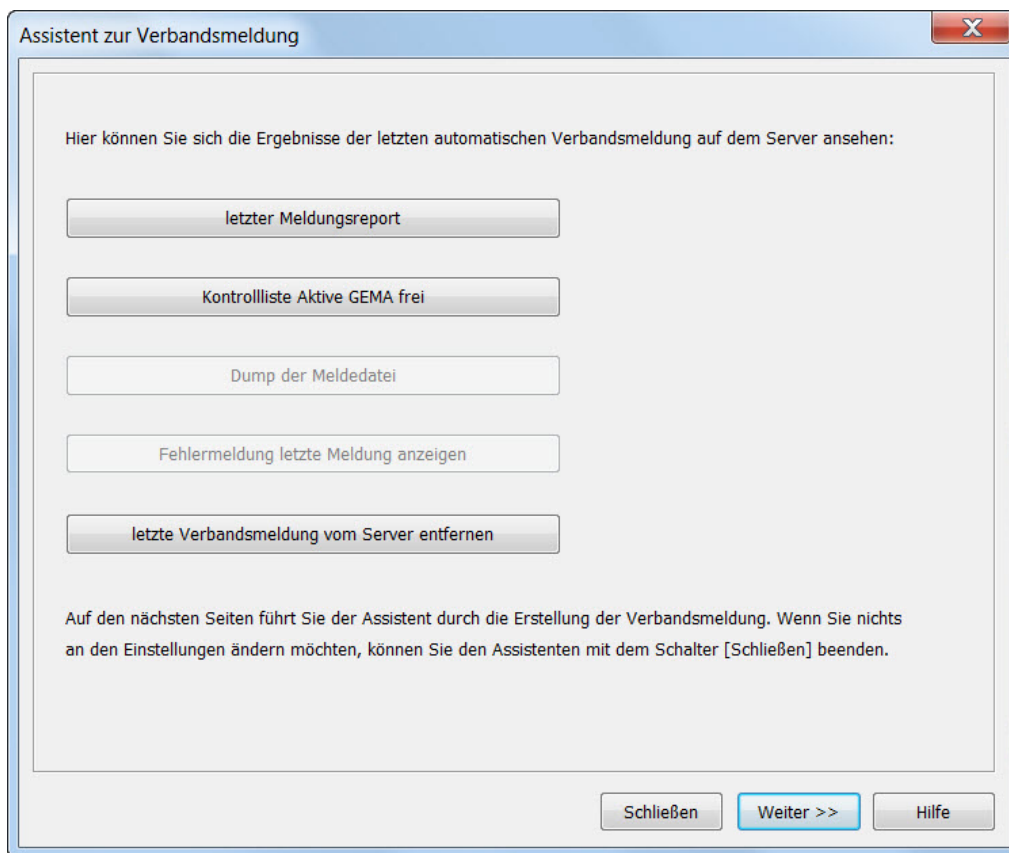 Assistent zur Verbandsmeldung
X
Hier können Sie sich die Ergebnisse der letzten automatischen Verbandsmeldung auf dem Server ansehen:
letzter Meldungsreport
Kontrollliste Aktive GEMA frei
Dump der Meldedatei
Fehlermeldung letzte Meldung anzeigen
letzte Verbandsmeldung vom Server entfernen
Auf den nächsten Seiten führt Sie der Assistent durch die Erstellung der Verbandsmeldung. Wenn Sie nichts
an den Einstellungen ändern möchten, können Sie den Assistenten mit dem Schalter [Schließen] beenden.
Schließen
Weiter >>
Hilfe